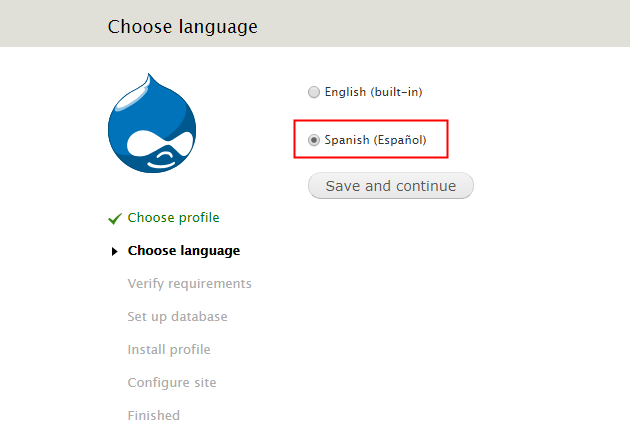 Choose language
English (built-in)
Spanish (Español)
Save and continue
Choose profile
Choose language
Verify requirements
Set up database
Install profile
Configure site
Finished